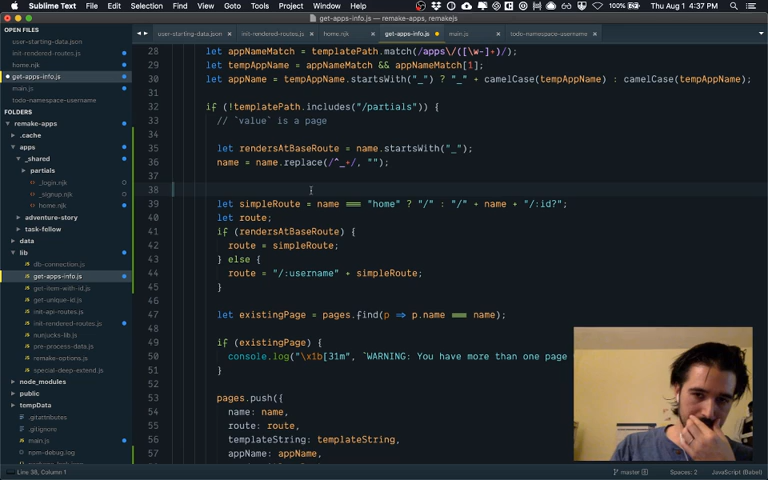 Sublime Text File Edit Selection Find View Goto Tools Project Window Help 100% Thu Aug 1 4:37 PM
get-apps-info.js — remake-apps, remakejs
OPEN FILES
user-starting-data.json
init-rendered-routes.js
home.njk
get-apps-info.js
main.js
todo-namespace-username
FOLDERS
remake-apps
.cache
apps
_shared
partials
_login.njk
_signup.njk
home.njk
adventure-story
task-follow
data
lib
db-connection.js
get-apps-info.js
get-item-with-id.js
get-unique-id.js
init-api-routes.js
init-rendered-routes.js
nunjucks-lib.js
pre-process-data.js
remake-options.js
special-deep-extend.js
node_modules
public
tempData
.gitattributes
.gitignore
main.js
npm-debug.log
user-starting-data.json init-rendered-routes.js home.njk get-apps-info.js main.js todo-namespace-username
28 let appNameMatch = templatePath.match(/apps\/([\w-]+)/);
29 let tempAppName = appNameMatch && appNameMatch[1];
30 let appName = tempAppName.startsWith("_") ? "_" + camelCase(tempAppName) : camelCase(tempAppName);
31
32 if (!templatePath.includes("/partials")) {
33 // `value` is a page
34
35 let rendersAtBaseRoute = name.startsWith("_");
36 name = name.replace(/^_+/, "");
37
38
39 let simpleRoute = name === "home" ? "/" : "/" + name + "/:id?";
40 let route;
41 if (rendersAtBaseRoute) {
42 route = simpleRoute;
43 } else {
44 route = "/:username" + simpleRoute;
45 }
46
47 let existingPage = pages.find(p => p.name === name);
48
49 if (existingPage) {
50 console.log("\x1b[31m", `WARNING: You have more than one page
51 }
52
53 pages.push({
54 name: name,
55 route: route,
56 templateString: templateString,
57 appName: appName,
Line 38, Column 1 master Spaces: 2 JavaScript (Babel)